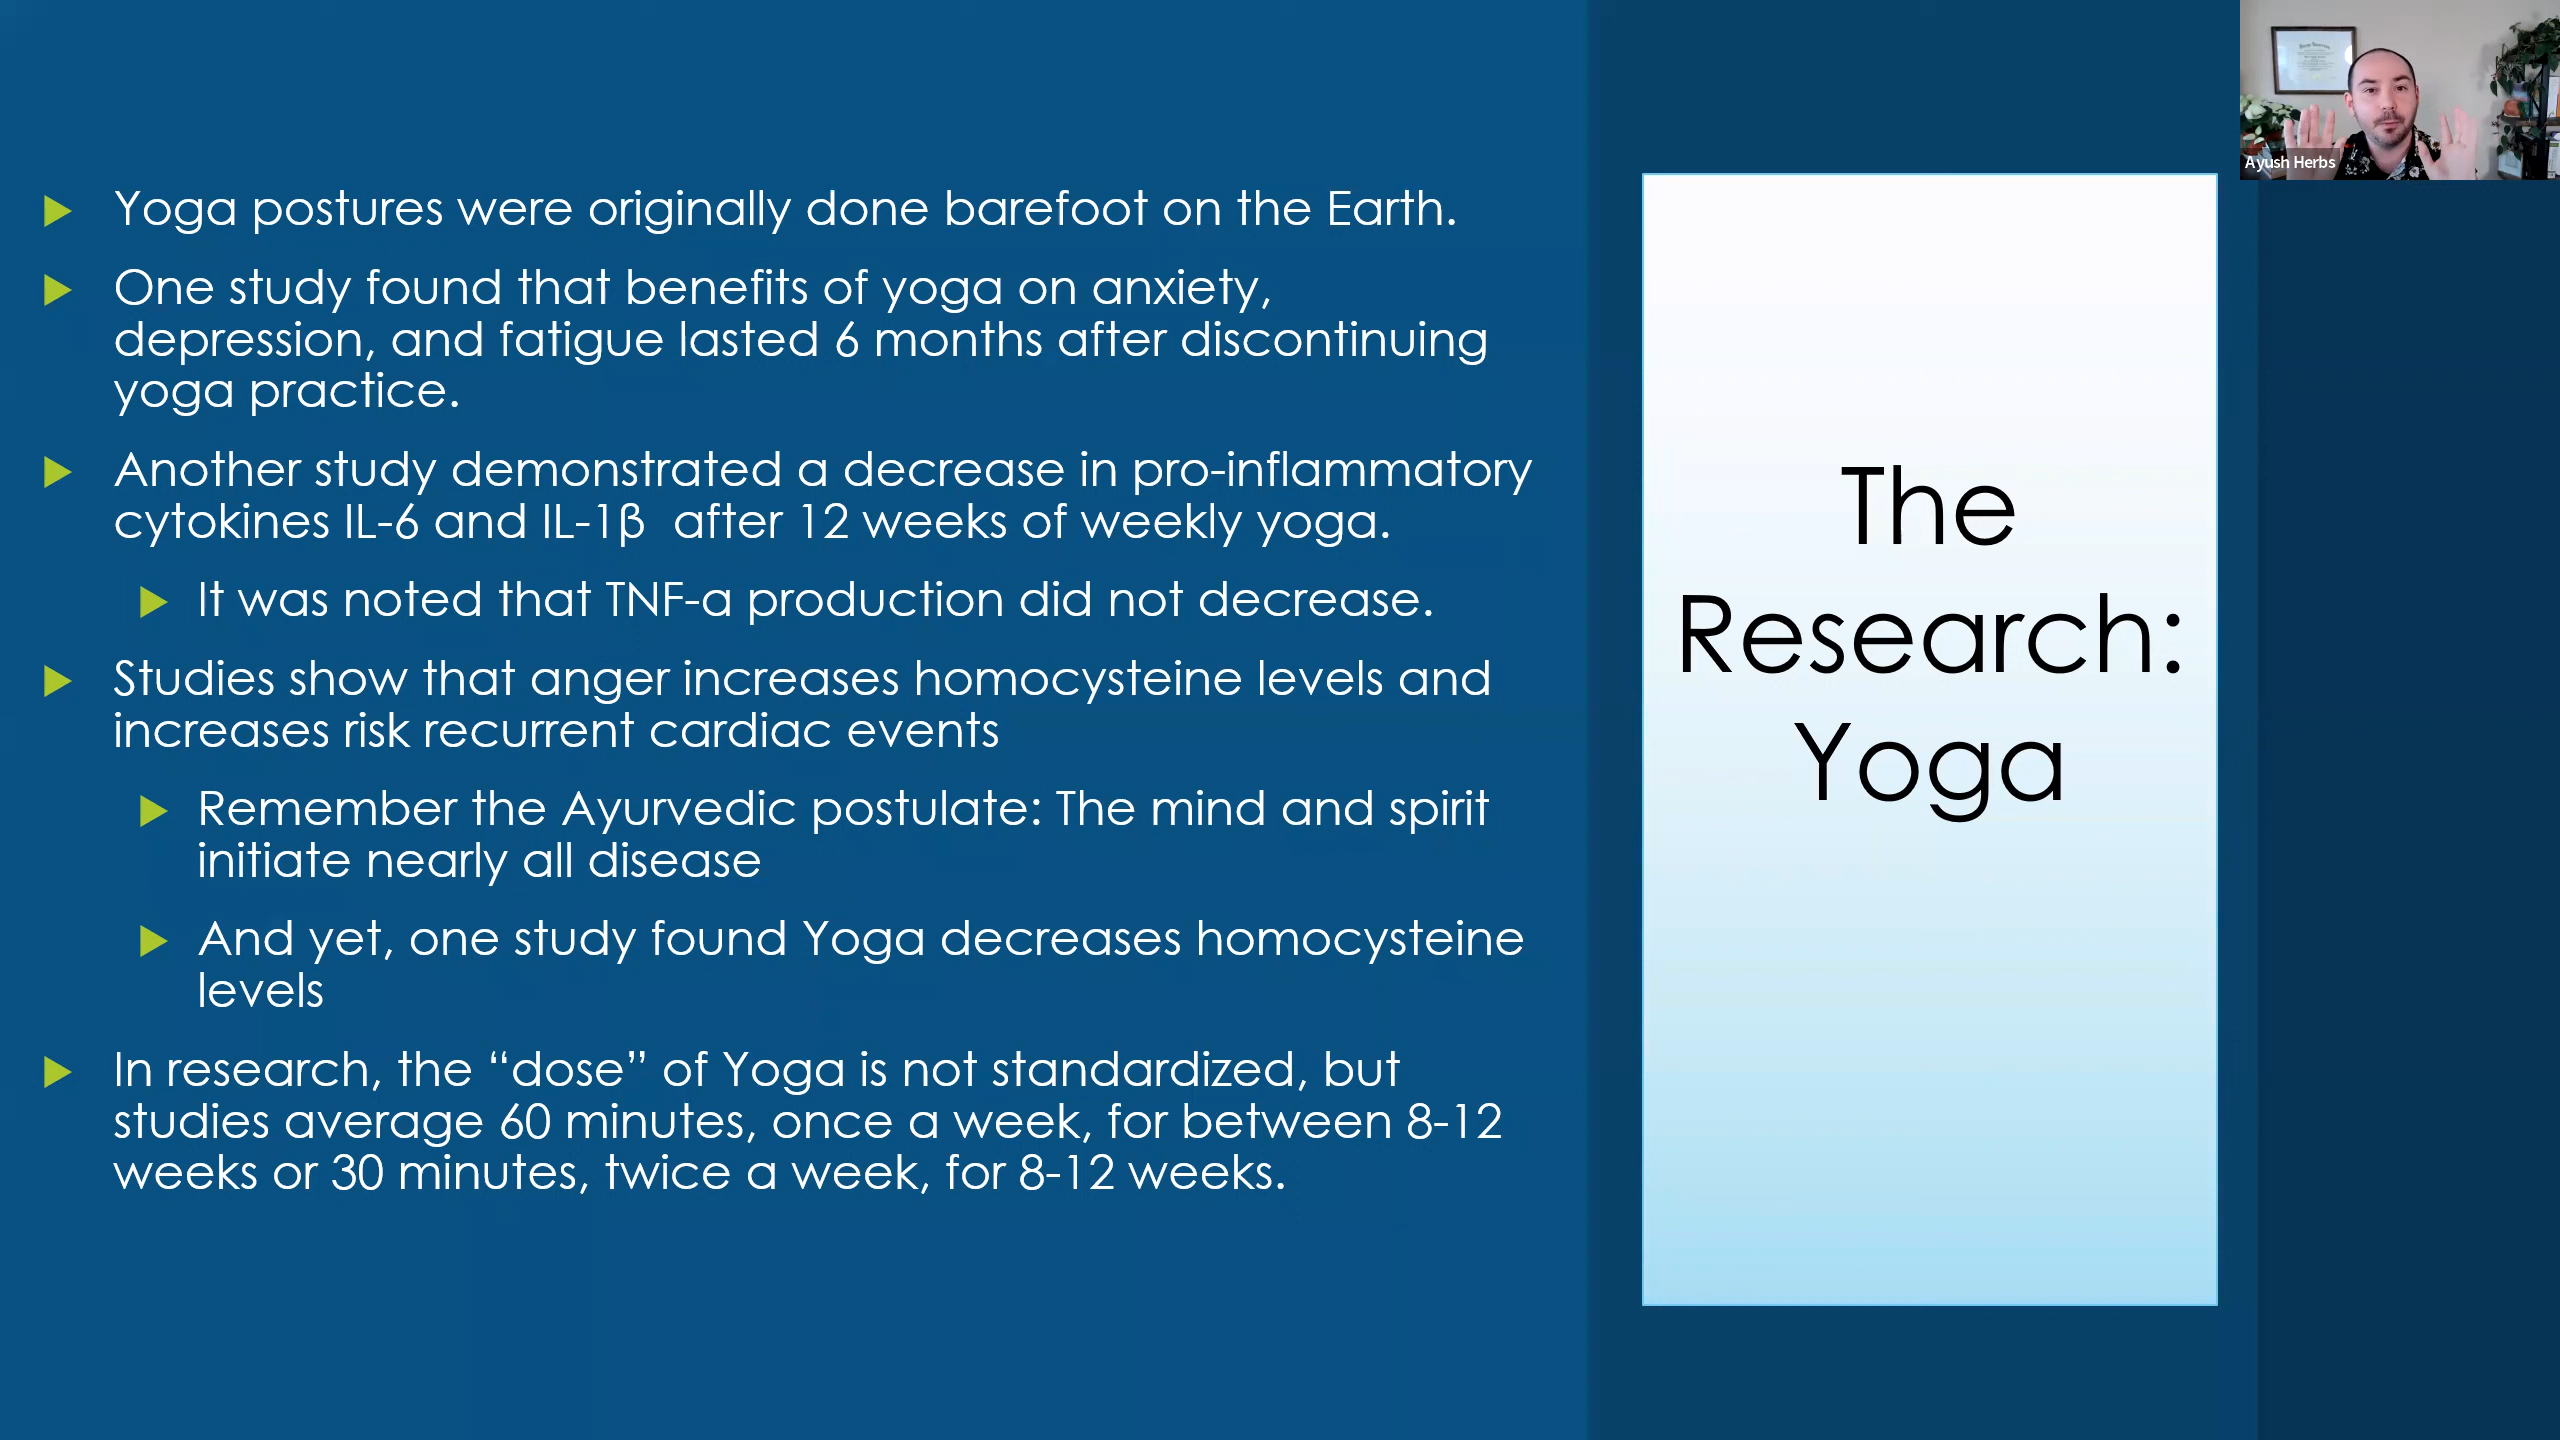 Yoga postures were originally done barefoot on the Earth.
One study found that benefits of yoga on anxiety,
depression, and fatigue lasted 6 months after discontinuing
yoga practice.
Another study demonstrated a decrease in pro-inflammatory
cytokines IL-6 and IL-1β after 12 weeks of weekly yoga.
It was noted that TNF-a production did not decrease.
Studies show that anger increases homocysteine levels and
increases risk recurrent cardiac events
Remember the Ayurvedic postulate: The mind and spirit
initiate nearly all disease
And yet, one study found Yoga decreases homocysteine
levels
In research, the “dose” of Yoga is not standardized, but
studies average 60 minutes, once a week, for between 8-12
weeks or 30 minutes, twice a week, for 8-12 weeks.
The
Research:
Yoga
Ayush Herbs